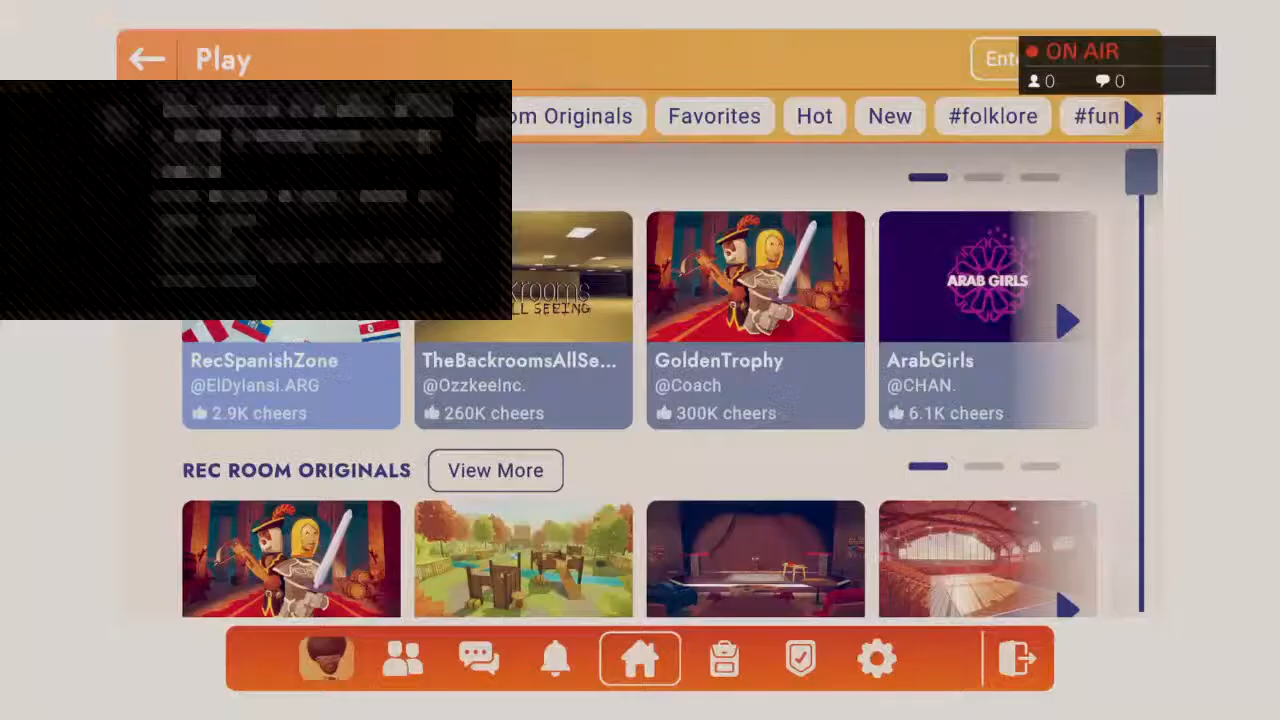 Play
ON AIR
0
0
om Originals
Favorites
Hot
New
#folklore
#fun
LL SEEING
ARAB GIRLS
RecSpanishZone
TheBackroomsAllSe...
GoldenTrophy
ArabGirls
@ElDylansi.ARG
@OzzkeeInc.
@Coach
@CHAN.
2.9K cheers
260K cheers
300K cheers
6.1K cheers
REC ROOM ORIGINALS
View More